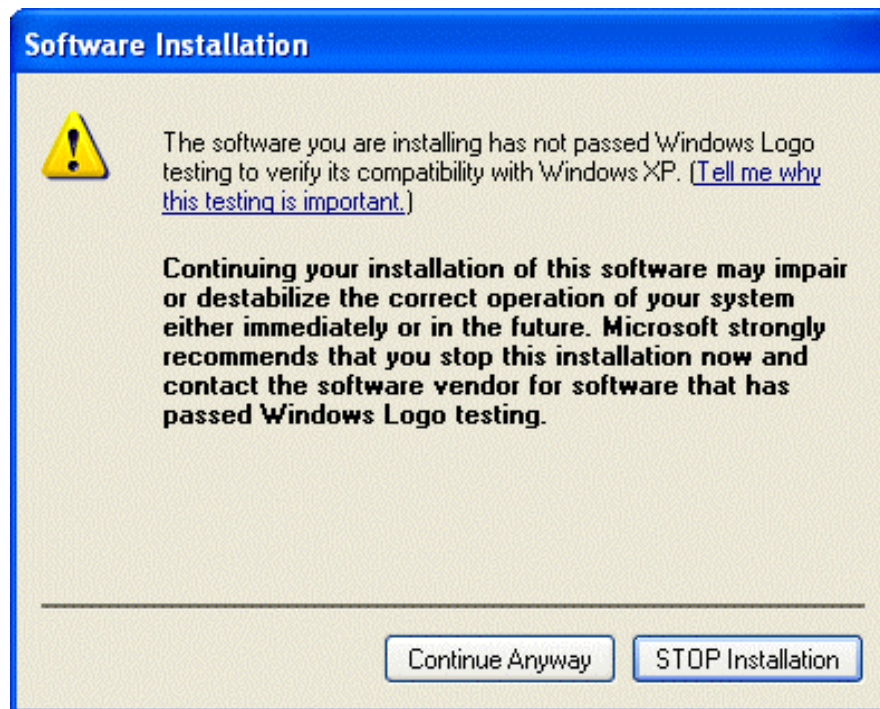 Software Installation
The software you are installing has not passed Windows Logo
testing to verify its compatibility with Windows XP. (Tell me why
this testing is important.)
Continuing your installation of this software may impair
or destabilize the correct operation of your system
either immediately or in the future. Microsoft strongly
recommends that you stop this installation now and
contact the software vendor for software that has
passed Windows Logo testing.
Continue Anyway
STOP Installation